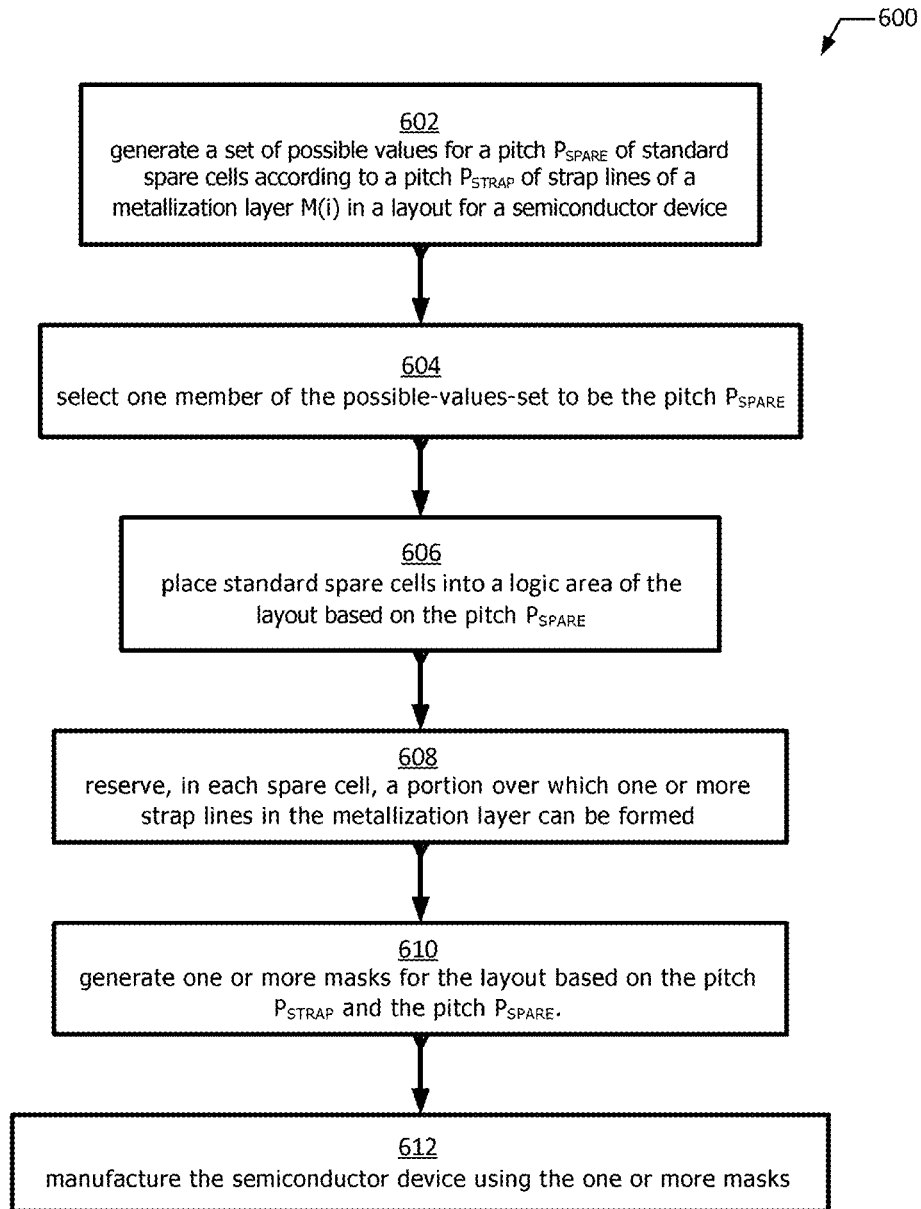 600
602
generate a set of possible values for a pitch PSPARE of standard
spare cells according to a pitch PSTRAP of strap lines of a
metallization layer M(i) in a layout for a semiconductor device
604
select one member of the possible-values-set to be the pitch PSPARE
606
place standard spare cells into a logic area of the
layout based on the pitch PSPARE
608
reserve, in each spare cell, a portion over which one or more
strap lines in the metallization layer can be formed
610
generate one or more masks for the layout based on the pitch
PSTRAP and the pitch PSPARE.
612
manufacture the semiconductor device using the one or more masks